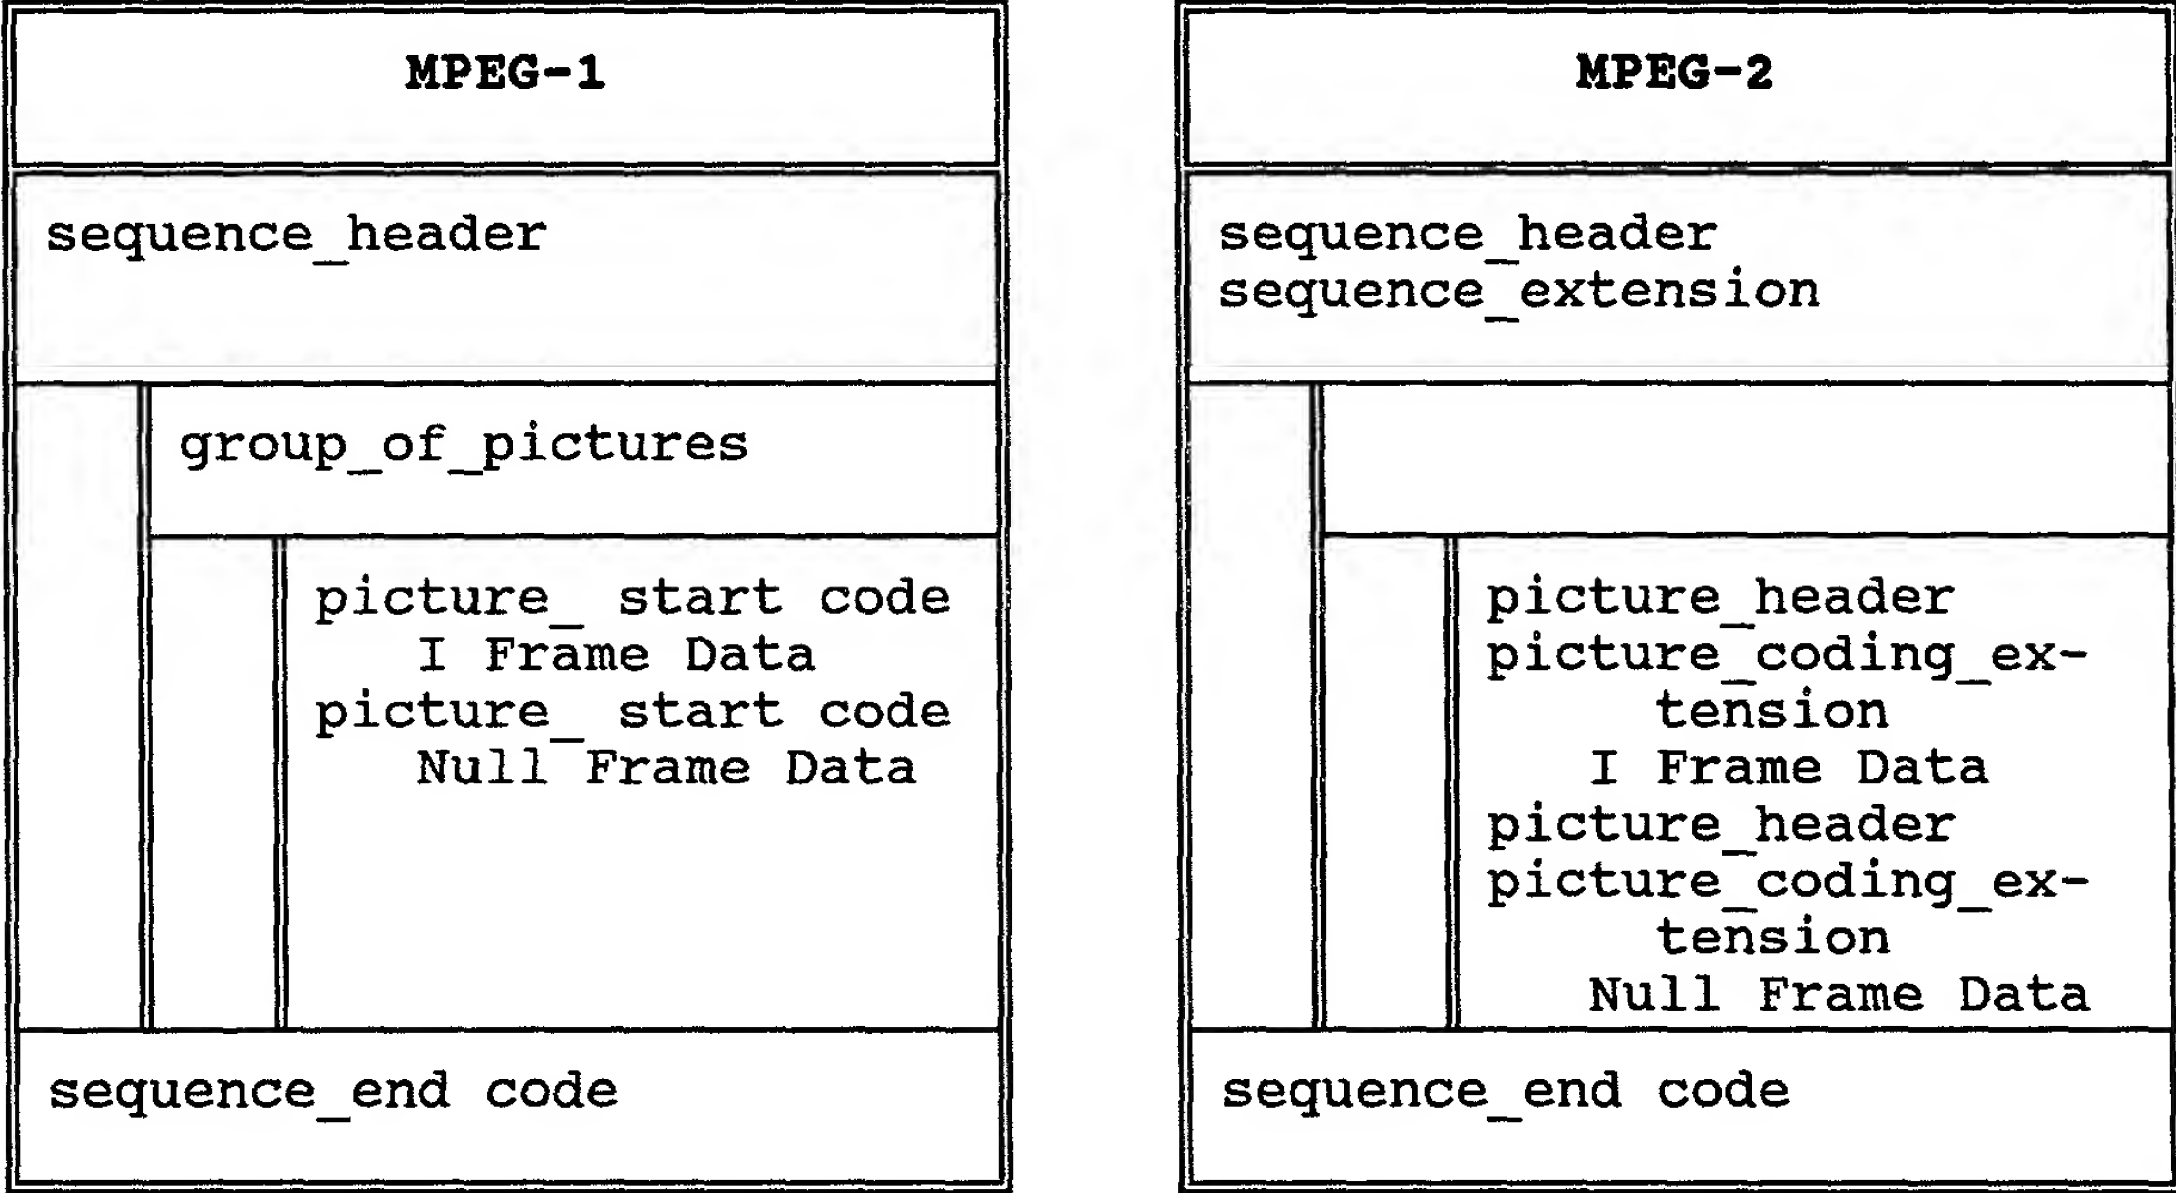 MPEG-1
sequence_header
group_of_pictures
picture_ start code
I Frame Data
picture_ start code
Null Frame Data
sequence_end code
MPEG-2
sequence_header
sequence_extension
picture_header
picture_coding_ex-
tension
I Frame Data
picture_header
picture_coding_ex-
tension
Null Frame Data
sequence_end code